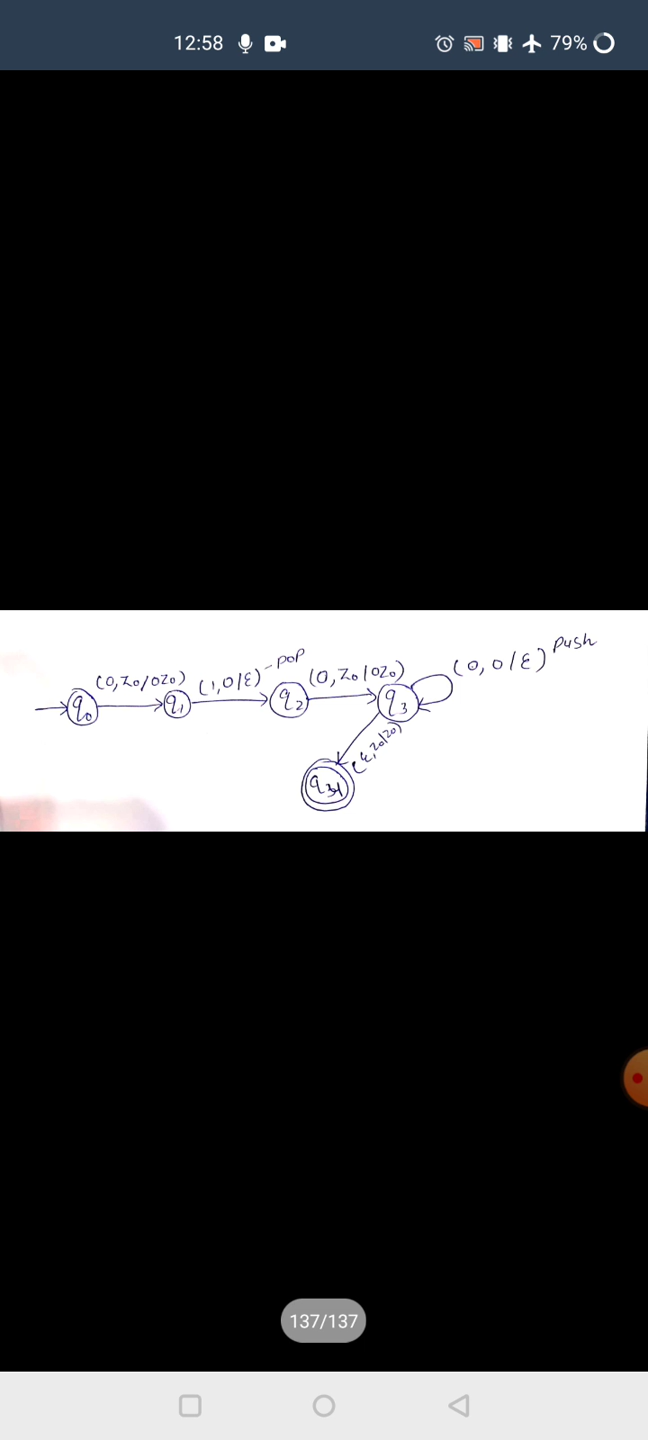 12:58 79%
(0,Z0/0Z0) (1,0/ε) -POP (0,Z0/0Z0) (0,0/ε) Push
q0 q1 q2 q3
(ε,Z0/Z0)
137/137